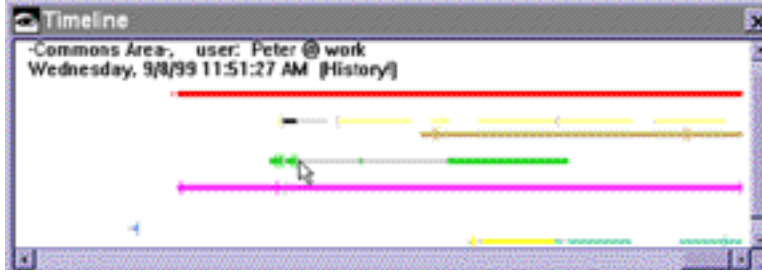 Timeline
-Commons Area-, user: Peter @ work
Wednesday, 9/8/99 11:51:27 AM (History!)